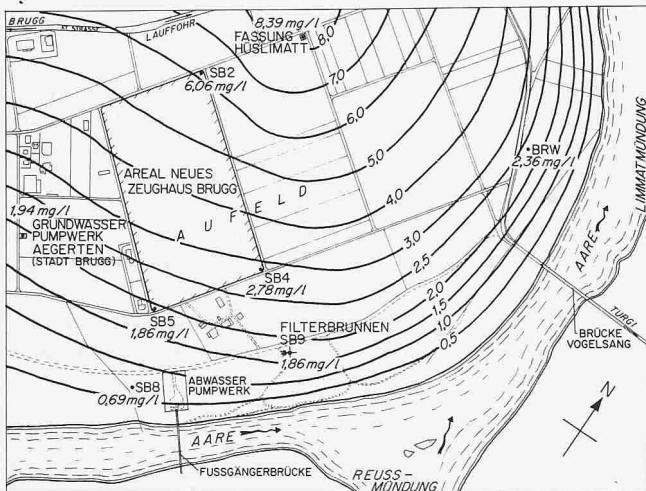 BRUGG
ALTE STRASSE
LAUFFOHR
8,39 mg/l
FASSUNG
HÜSLIMATT
8,0
7,0
6,0
5,0
4,0
3,0
2,5
2,0
1,5
1,0
0,5
SB2
6,06 mg/l
BRW
2,36 mg/l
AREAL NEUES
ZEUGHAUS BRUGG
AUFELD
1,94 mg/l
GRUNDWASSER
PUMPWERK
AEGERTEN
(STADT BRUGG)
SB4
2,78 mg/l
SB5
1,86 mg/l
FILTERBRUNNEN
SB9
1,86 mg/l
SB8
0,69 mg/l
ABWASSER
PUMPWERK
LIMMATMÜNDUNG
AARE
TURGI
BRÜCKE
VOGELSANG
AARE
FUSSGÄNGERBRÜCKE
REUSS-
MÜNDUNG
N